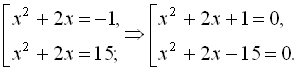 [ x² + 2x = −1, ⇒ [ x² + 2x + 1 = 0,
x² + 2x = 15; x² + 2x − 15 = 0.